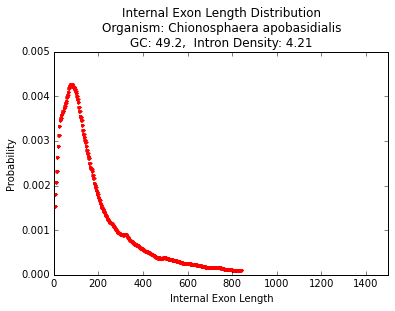 Internal Exon Length Distribution
Organism: Chionosphaera apobasidialis
GC: 49.2,  Intron Density: 4.21
0.005
0.004
0.003
0.002
0.001
0.000
Probability
0
200
400
600
800
1000
1200
1400
Internal Exon Length